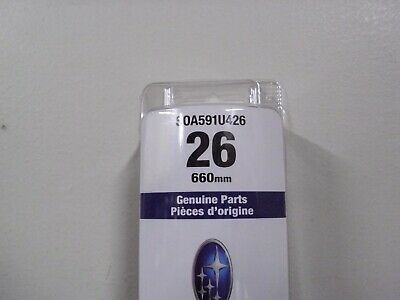 SOA591U426
26
660mm
Genuine Parts
Pièces d'origine